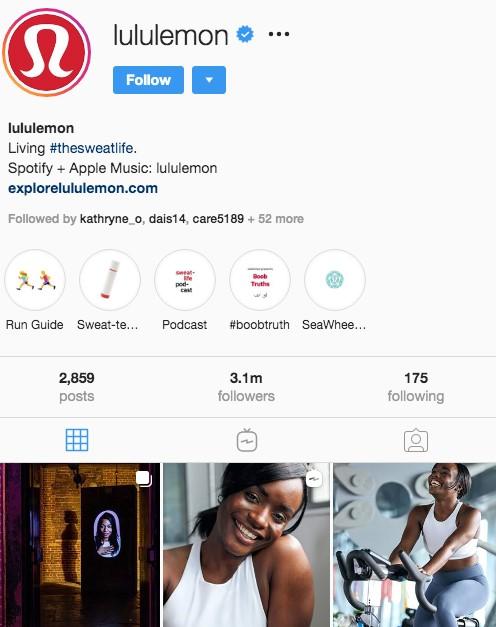 lululemon
Follow
lululemon
Living #thesweatlife.
Spotify + Apple Music: lululemon
explorelululemon.com
Followed by kathryne_o, dais14, care5189 + 52 more
sweat-
life
pod-
cast
Boob
Truths
Run Guide Sweat-te... Podcast #boobtruth SeaWhee...
2,859 3.1m 175
posts followers following